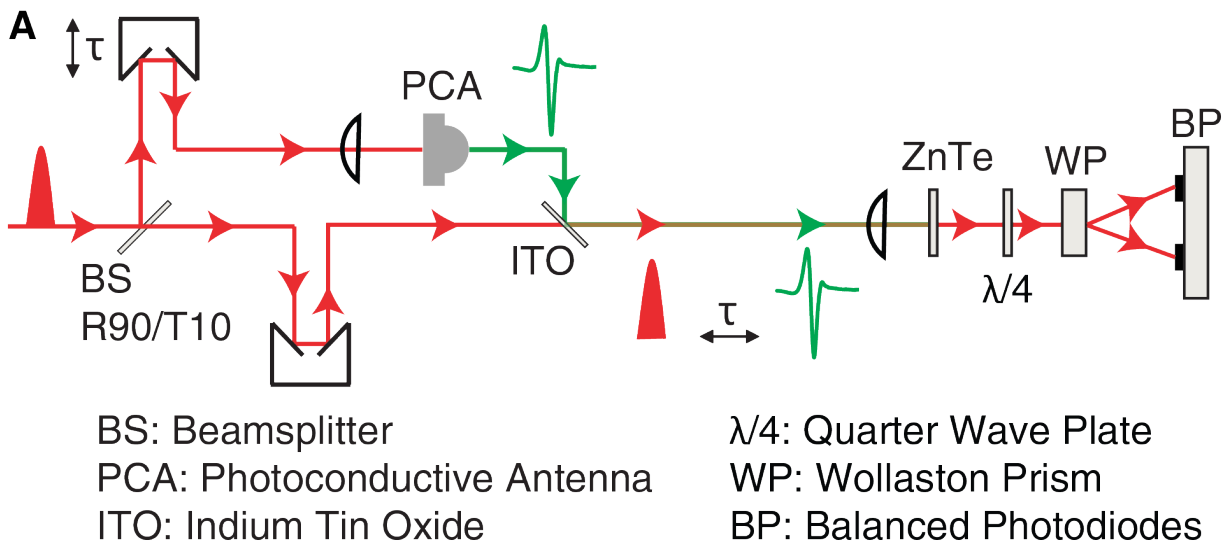 A
τ
PCA
BS
R90/T10
ITO
τ
ZnTe
λ/4
WP
BP
BS: Beamsplitter
PCA: Photoconductive Antenna
ITO: Indium Tin Oxide
λ/4: Quarter Wave Plate
WP: Wollaston Prism
BP: Balanced Photodiodes